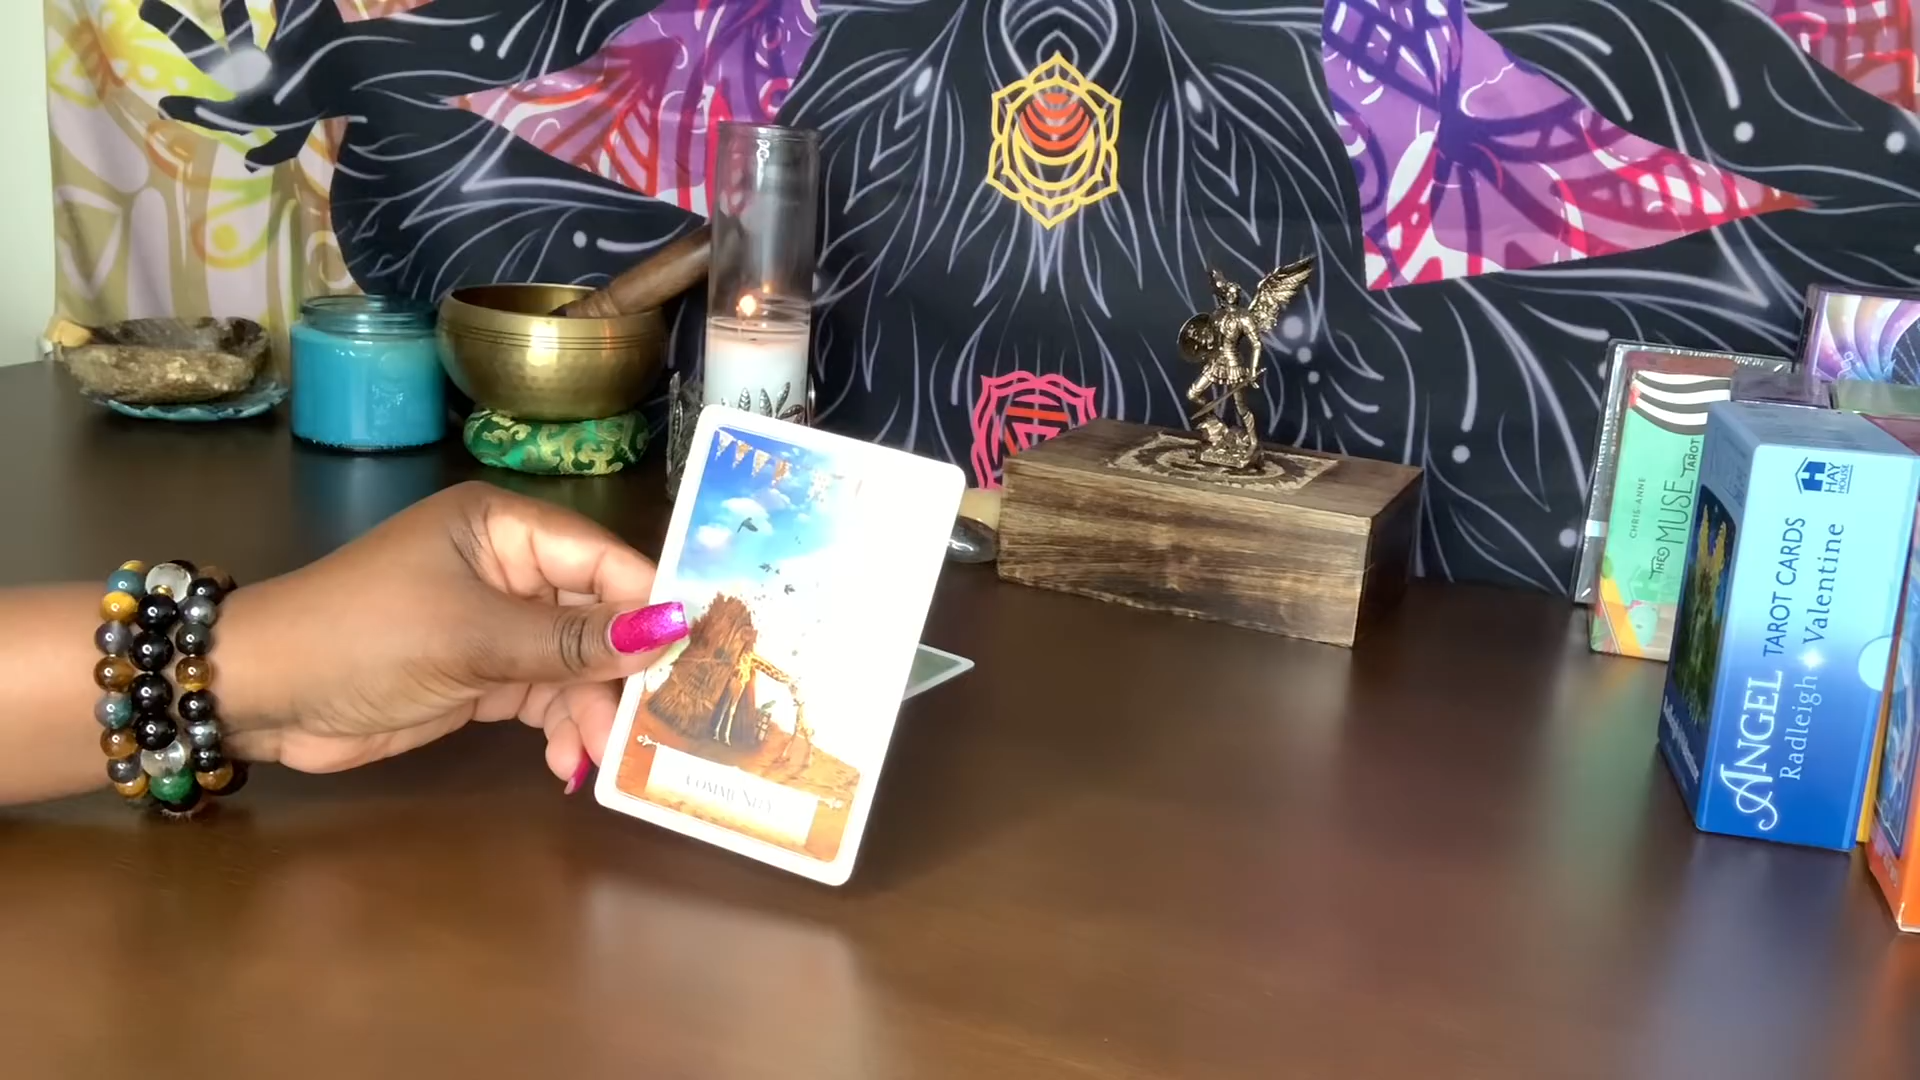 COMMUNITY
CHRIS-ANNE
THE MUSE TAROT
HAY
HOUSE
ANGEL TAROT CARDS
Radleigh Valentine